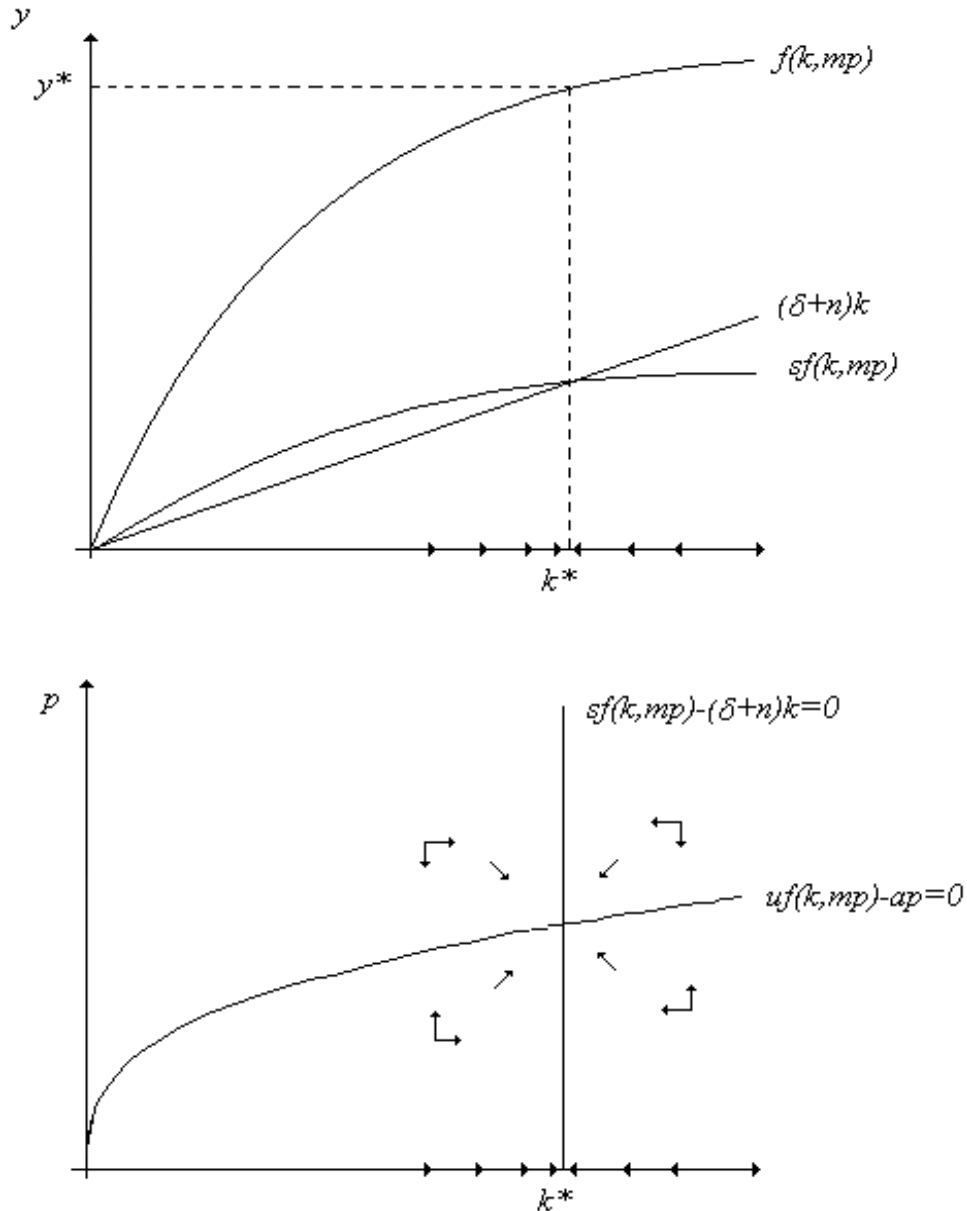 y
f(k,mp)
y*
(δ+n)k
sf(k,mp)
k*
p
sf(k,mp)-(δ+n)k=0
uf(k,mp)-ap=0
k*